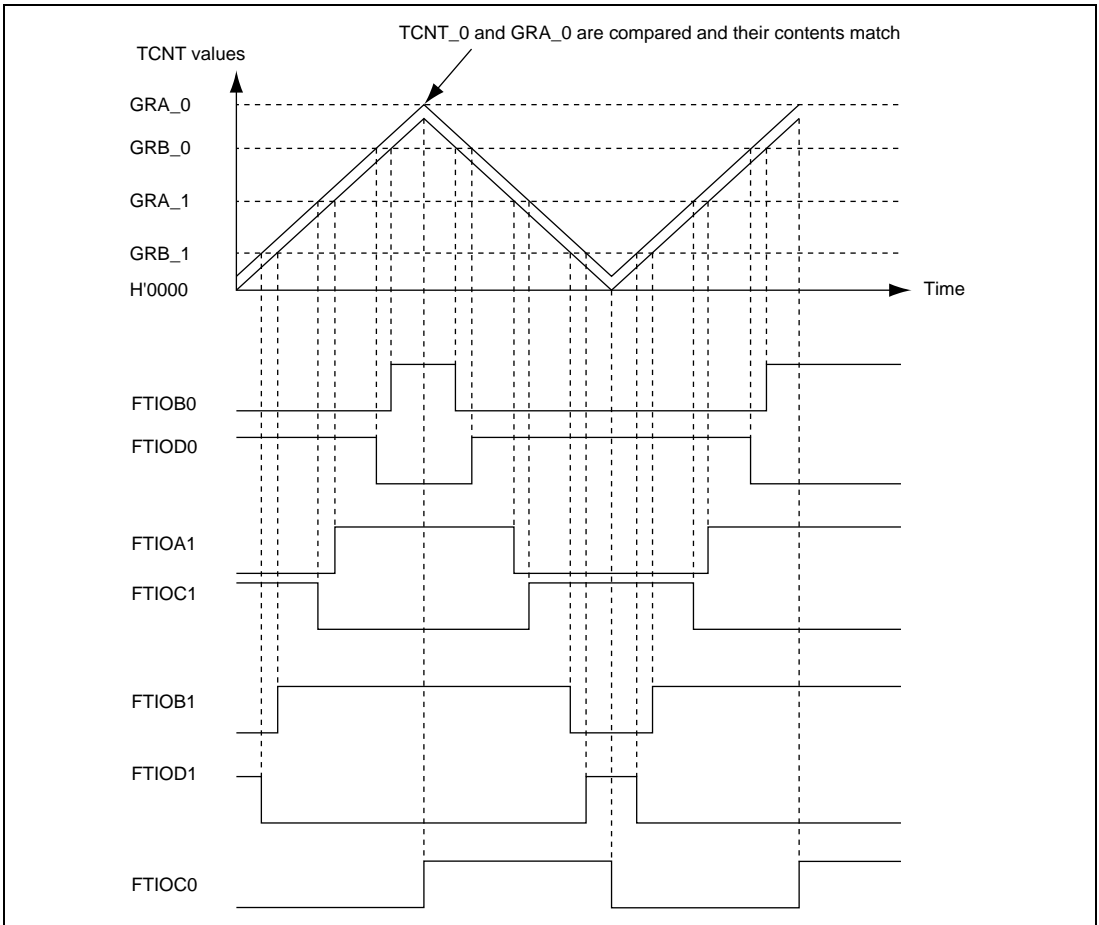 TCNT_0 and GRA_0 are compared and their contents match
TCNT values
GRA_0
GRB_0
GRA_1
GRB_1
H'0000
Time
FTIOB0
FTIOD0
FTIOA1
FTIOC1
FTIOB1
FTIOD1
FTIOC0